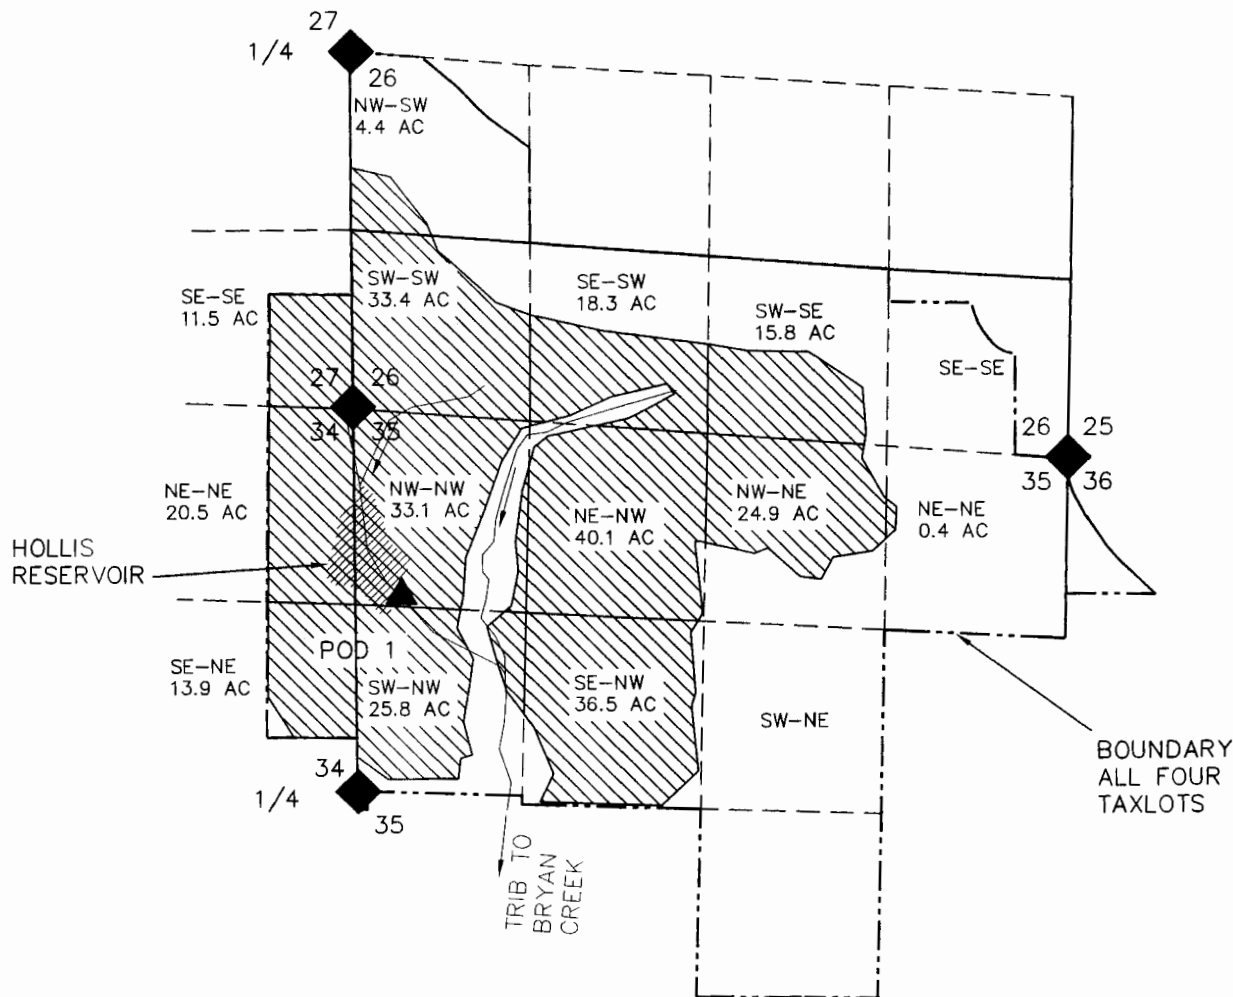 27
1/4
26
NW-SW
4.4 AC
SW-SW
33.4 AC
SE-SW
18.3 AC
SW-SE
15.8 AC
SE-SE
11.5 AC
SE-SE
27 26
34 35
26 25
35 36
NE-NE
20.5 AC
NW-NW
33.1 AC
NE-NW
40.1 AC
NW-NE
24.9 AC
NE-NE
0.4 AC
HOLLIS
RESERVOIR
POD 1
SE-NE
13.9 AC
SW-NW
25.8 AC
SE-NW
36.5 AC
SW-NE
BOUNDARY
ALL FOUR
TAXLOTS
34
1/4
35
TRIB TO
BRYAN
CREEK